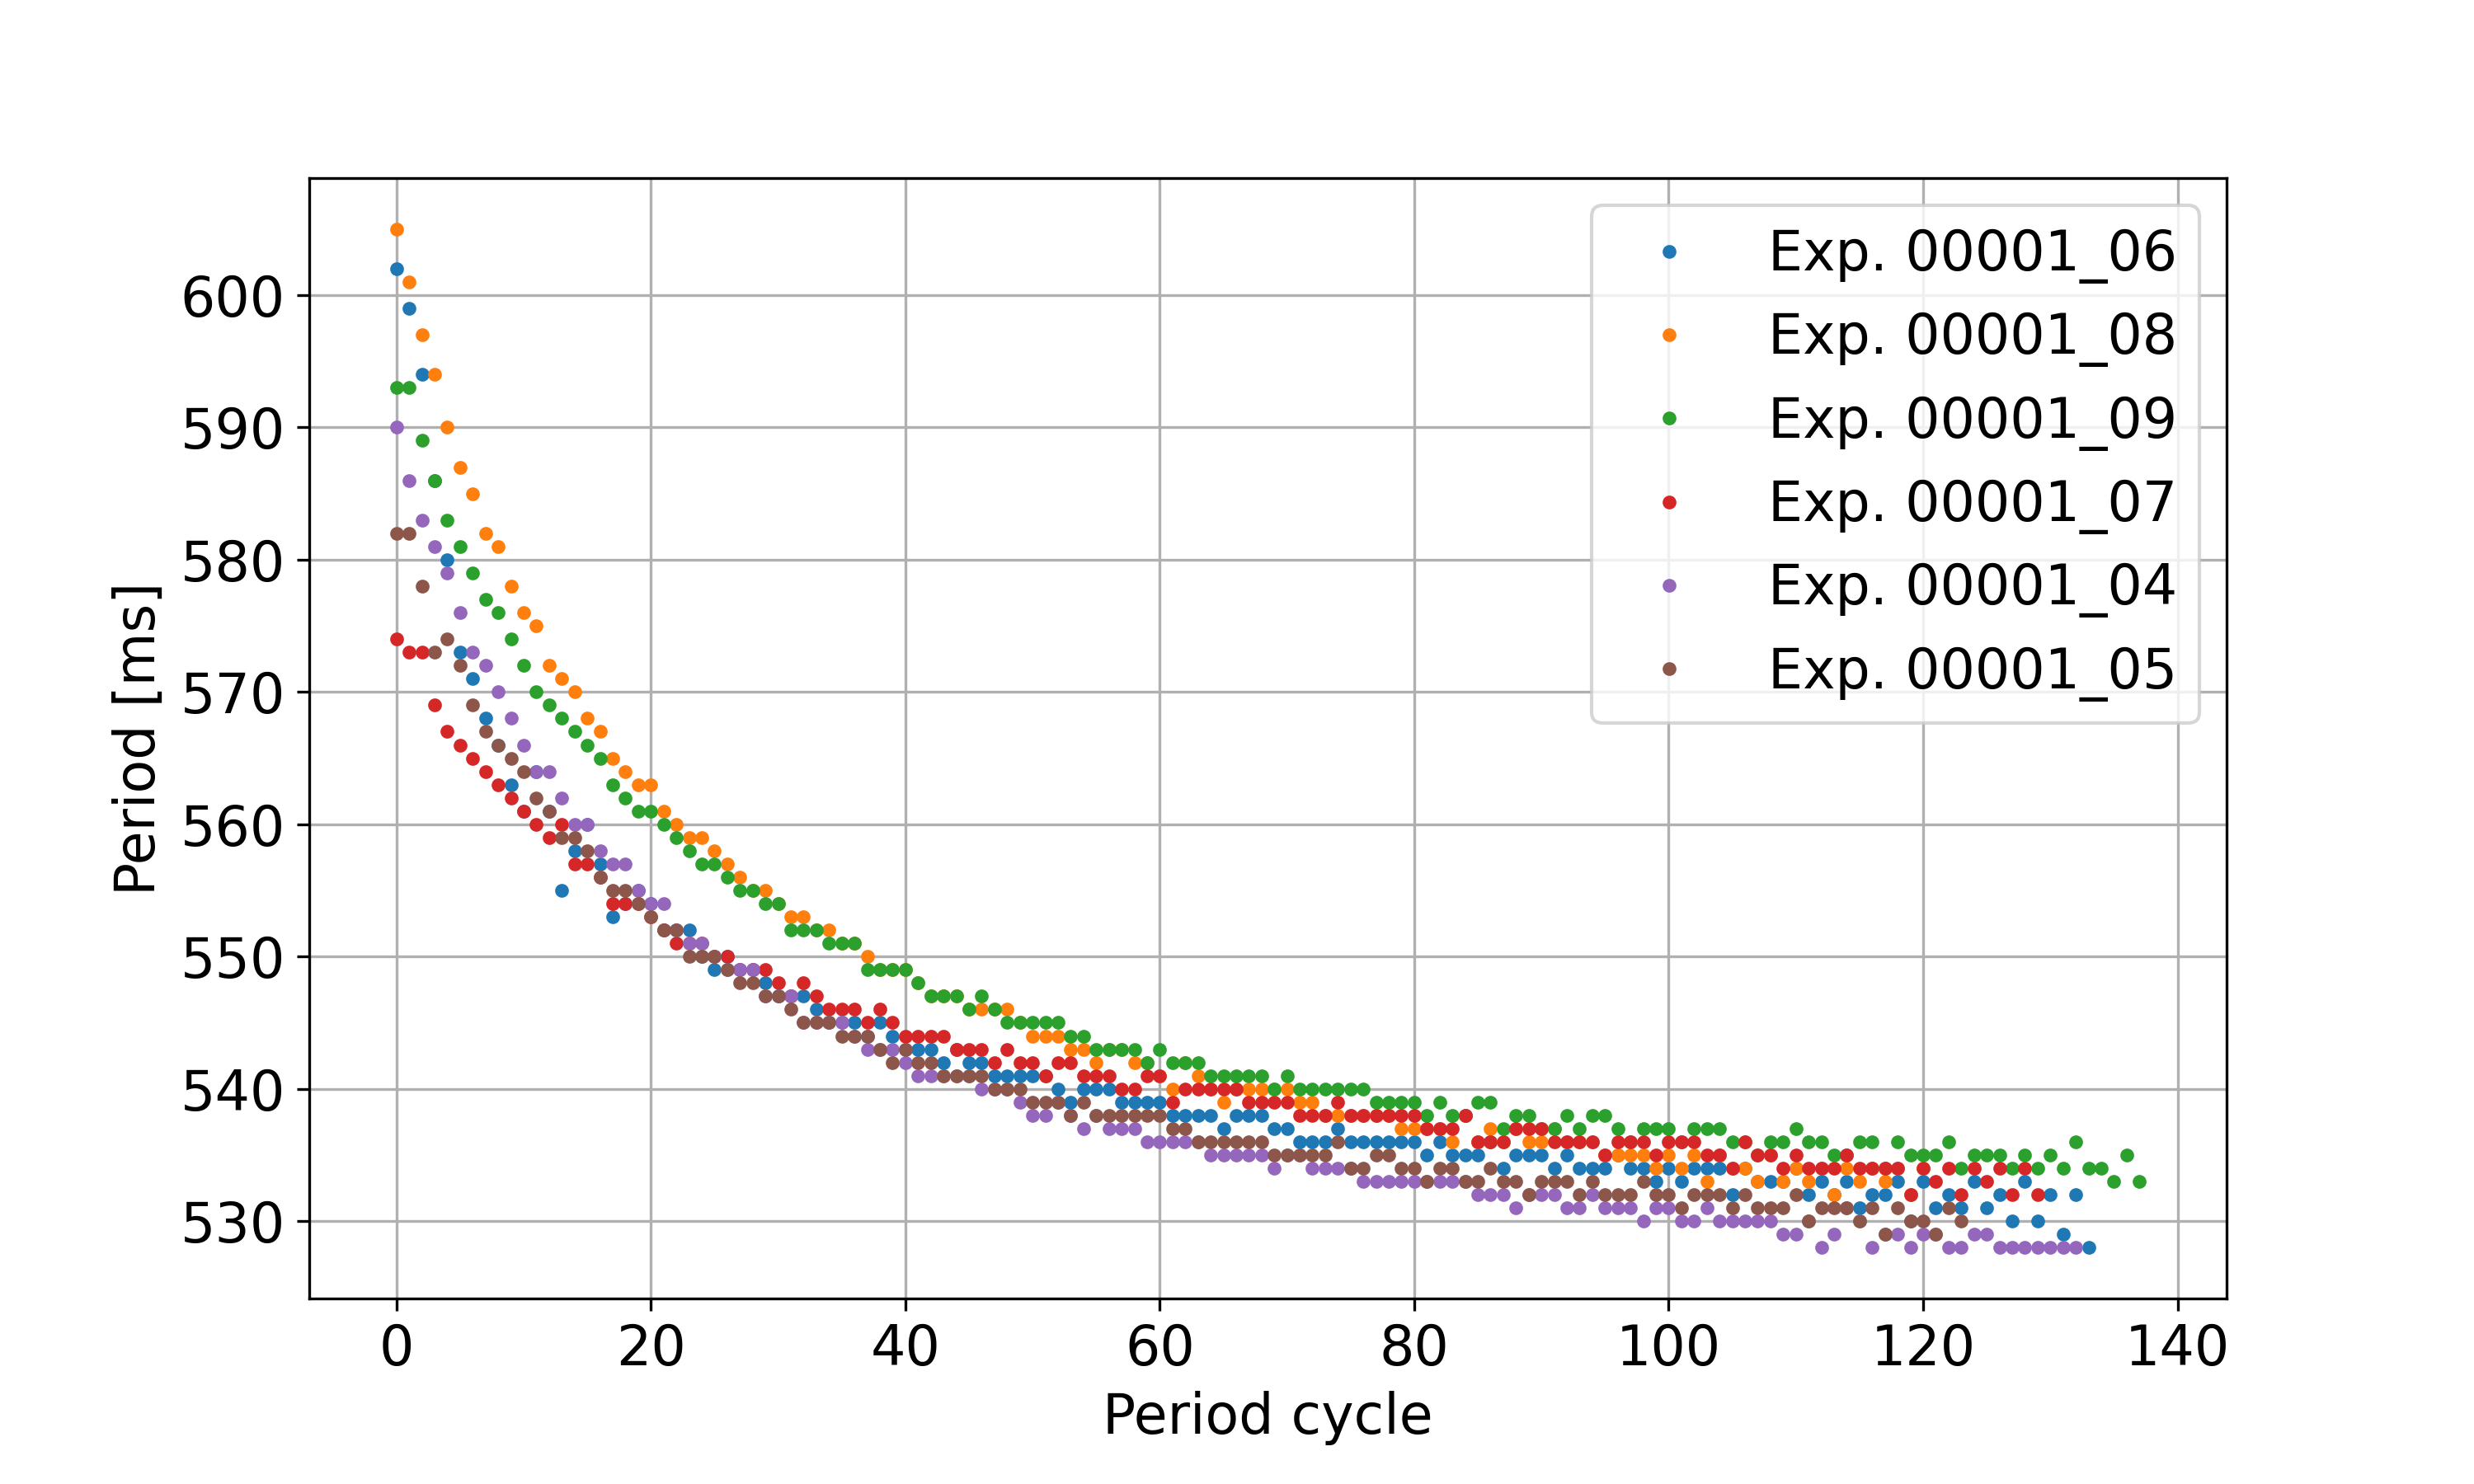 600
590
580
570
560
550
540
530
Period [ms]
0 20 40 60 80 100 120 140
Period cycle
Exp. 00001_06
Exp. 00001_08
Exp. 00001_09
Exp. 00001_07
Exp. 00001_04
Exp. 00001_05